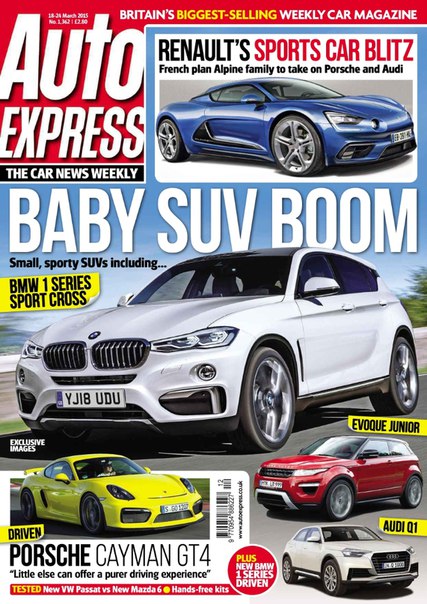 18-24 March 2015
No.1,362 | £2.80
BRITAIN'S BIGGEST-SELLING WEEKLY CAR MAGAZINE
Auto
EXPRESS
THE CAR NEWS WEEKLY
RENAULT'S SPORTS CAR BLITZ
French plan Alpine family to take on Porsche and Audi
BABY SUV BOOM
Small, sporty SUVs including...
BMW 1 SERIES
SPORT CROSS
YJ18 UDU
EXCLUSIVE
IMAGES
EVOQUE JUNIOR
AUDI Q1
DRIVEN
PORSCHE CAYMAN GT4
"Little else can offer a purer driving experience"
www.autoexpress.co.uk
12
9 770954 886227
PLUS
NEW BMW
1 SERIES
DRIVEN
TESTED New VW Passat vs New Mazda 6 ● Hands-free kits